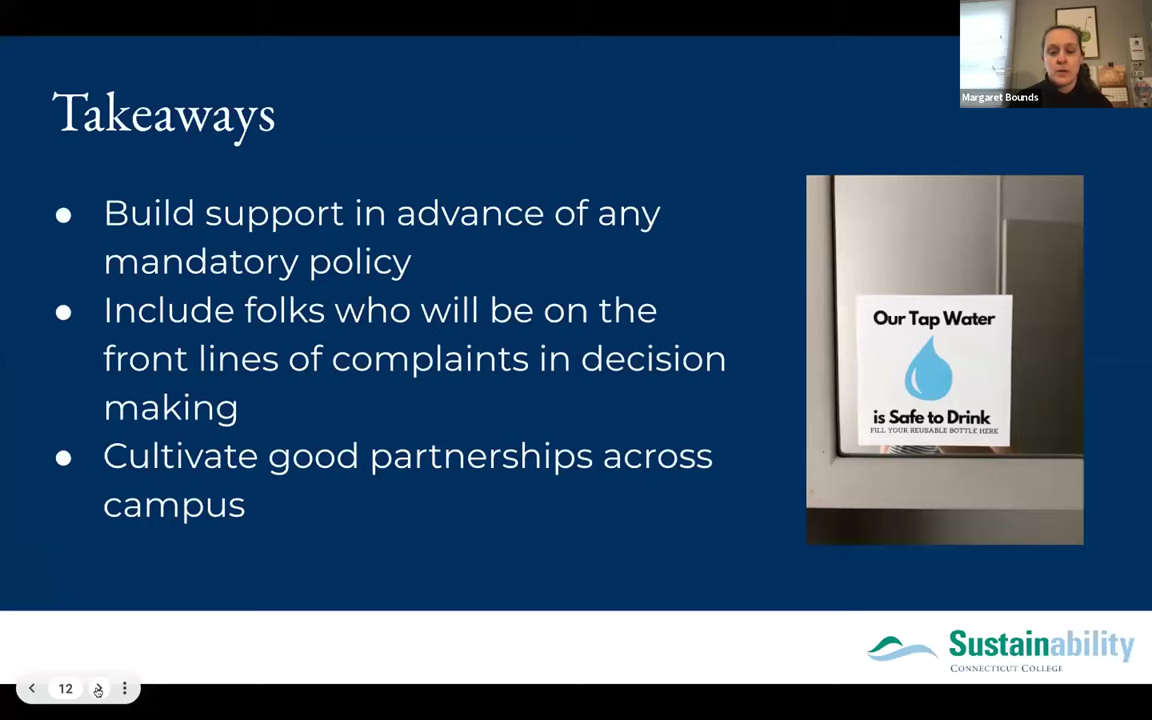 Margaret Bounds
Takeaways
● Build support in advance of any
mandatory policy
● Include folks who will be on the
front lines of complaints in decision
making
● Cultivate good partnerships across
campus
Our Tap Water
is Safe to Drink
FILL YOUR REUSABLE BOTTLE HERE
Sustainability
CONNECTICUT COLLEGE
12